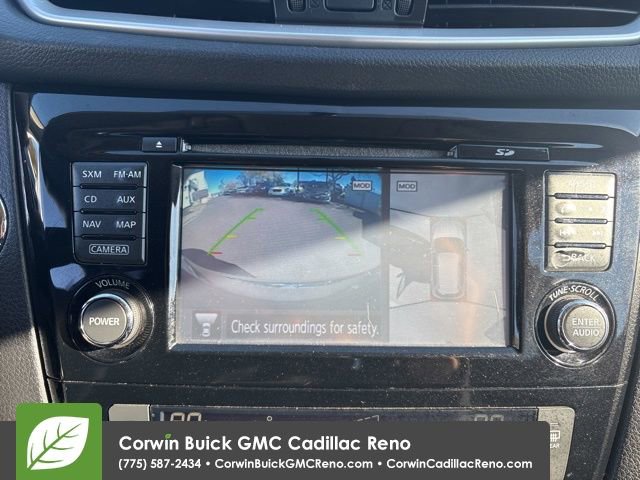 SD
SXM FM-AM
CD AUX
NAV MAP
CAMERA
MOD
MOD
BACK
VOLUME
POWER
TUNE·SCROLL
ENTER
AUDIO
Check surroundings for safety.
Corwin Buick GMC Cadillac Reno
(775) 587-2434 • CorwinBuickGMCReno.com • CorwinCadillacReno.com